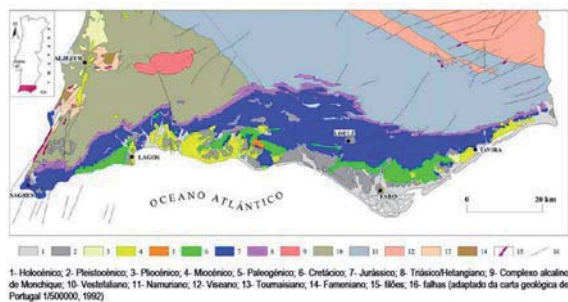 ALJEZUR
LAGOS
LOULÉ
TAVIRA
FARO
SAGRES
OCEANO ATLÂNTICO
0 20 km
1 2 3 4 5 6 7 8 9 10 11 12 13 14 15 16
1- Holocénico; 2- Pleistocénico; 3- Pliocénico; 4- Miocénico; 5- Paleogénico; 6- Cretácico; 7- Jurássico; 8- Triásico/Hetangiano; 9- Complexo alcalino
de Monchique; 10- Vestefaliano; 11- Namuriano; 12- Viseano; 13- Tournaisiano; 14- Fameniano; 15- filões; 16- falhas (adaptado da carta geológica de
Portugal 1/500000, 1992)